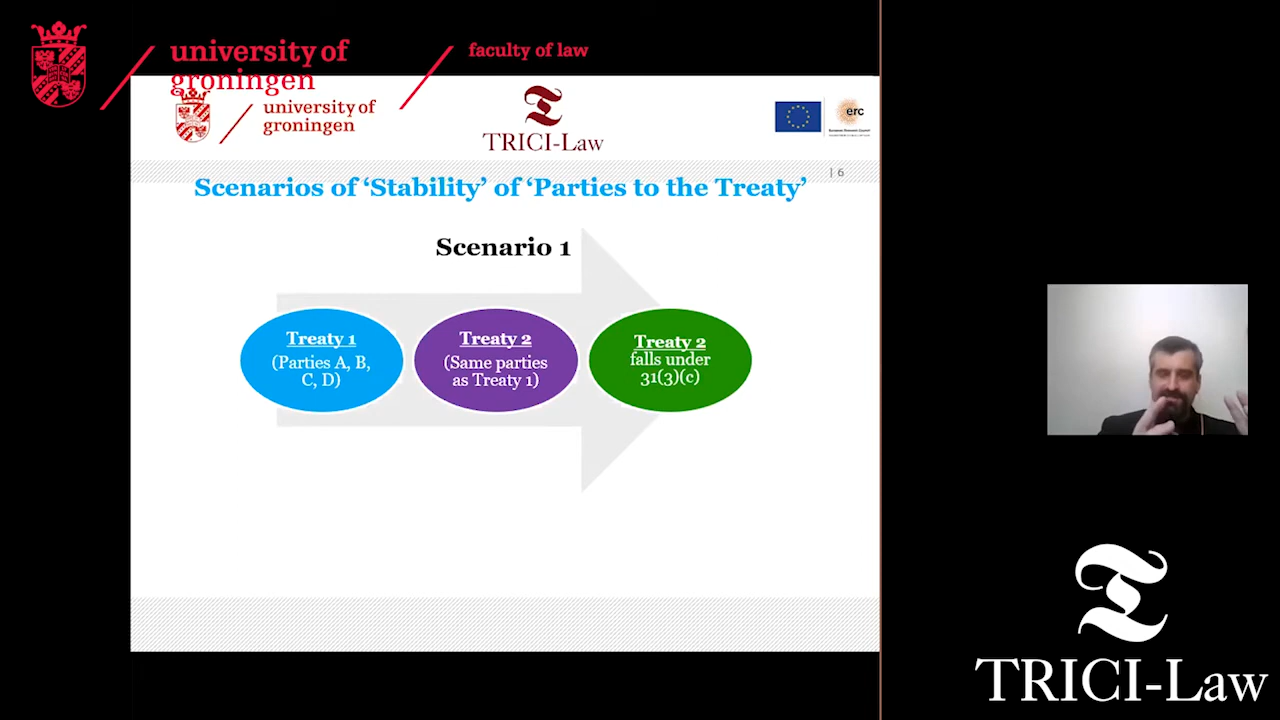 university of
groningen
faculty of law
university of
groningen
TRICI-Law
erc
| 6
Scenarios of ‘Stability’ of ‘Parties to the Treaty’
Scenario 1
Treaty 1
(Parties A, B,
C, D)
Treaty 2
(Same parties
as Treaty 1)
Treaty 2
falls under
31(3)(c)
TRICI-Law